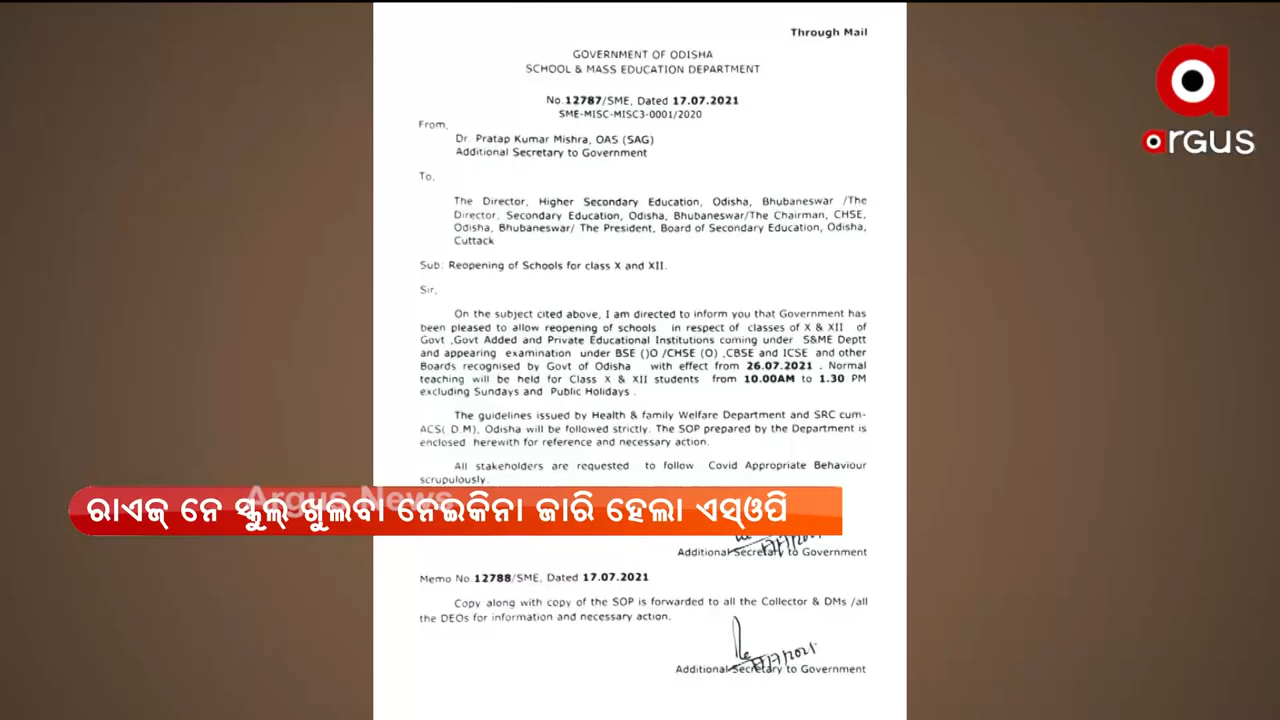 Through Mail
GOVERNMENT OF ODISHA
SCHOOL & MASS EDUCATION DEPARTMENT
No.12787/SME, Dated 17.07.2021
SME-MISC-MISC3-0001/2020
From,
Dr. Pratap Kumar Mishra, OAS (SAG)
Additional Secretary to Government
To,
The Director, Higher Secondary Education, Odisha, Bhubaneswar /The
Director, Secondary Education, Odisha, Bhubaneswar/The Chairman, CHSE,
Odisha, Bhubaneswar/ The President, Board of Secondary Education, Odisha,
Cuttack
Sub: Reopening of Schools for class X and XII.
Sir,
On the subject cited above, I am directed to inform you that Government has
been pleased to allow reopening of schools in respect of classes of X & XII of
Govt ,Govt Added and Private Educational Institutions coming under S&ME Deptt
and appearing examination under BSE ()O /CHSE (O) ,CBSE and ICSE and other
Boards recognised by Govt of Odisha with effect from 26.07.2021 . Normal
teaching will be held for Class X & XII students from 10.00AM to 1.30 PM
excluding Sundays and Public Holidays .
The guidelines issued by Health & family Welfare Department and SRC cum-
ACS( D.M), Odisha will be followed strictly. The SOP prepared by the Department is
enclosed herewith for reference and necessary action.
All stakeholders are requested to follow Covid Appropriate Behaviour
scrupulously.
Argus News
ରାଏଜ୍ ନେ ସ୍କୁଲ୍ ଖୁଲବା ନେଇକିନା ଜାରି ହେଲା ଏସ୍ଓପି
Additional Secretary to Government
Memo No.12788/SME, Dated 17.07.2021
Copy along with copy of the SOP is forwarded to all the Collector & DMs /all
the DEOs for information and necessary action.
17/7/2021
Additional Secretary to Government
argus